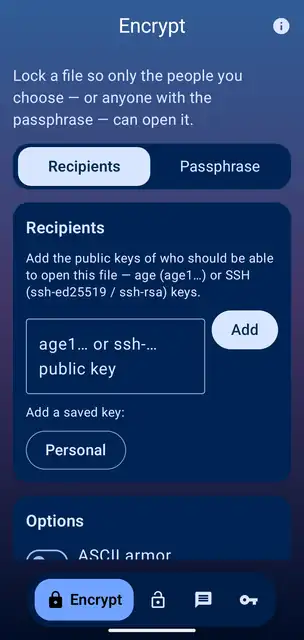 Encrypt
Lock a file so only the people you
choose — or anyone with the
passphrase — can open it.
Recipients
Passphrase
Recipients
Add the public keys of who should be able
to open this file — age (age1…) or SSH
(ssh-ed25519 / ssh-rsa) keys.
age1… or ssh-…
public key
Add
Add a saved key:
Personal
Options
ASCII armor
Encrypt